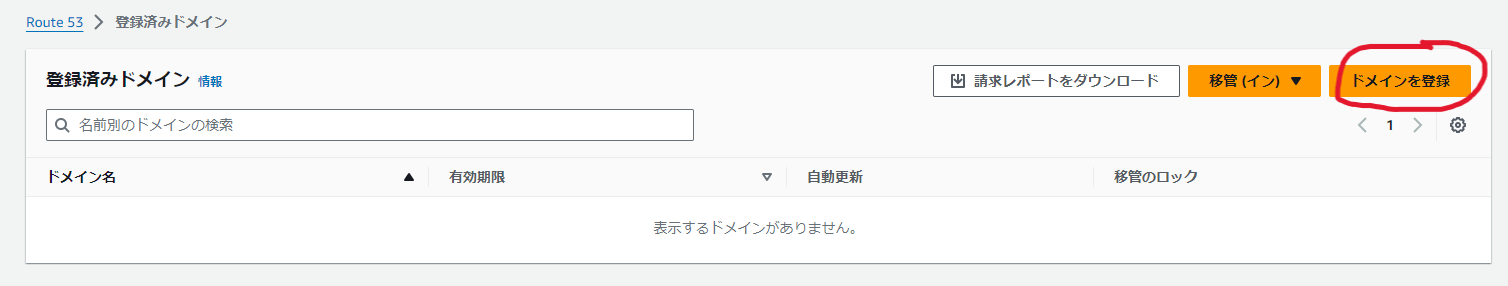 Route 53 > 登録済みドメイン
登録済みドメイン 情報
請求レポートをダウンロード
移管 (イン) ▼
ドメインを登録
名前別のドメインの検索
1
ドメイン名 有効期限 自動更新 移管のロック
表示するドメインがありません。